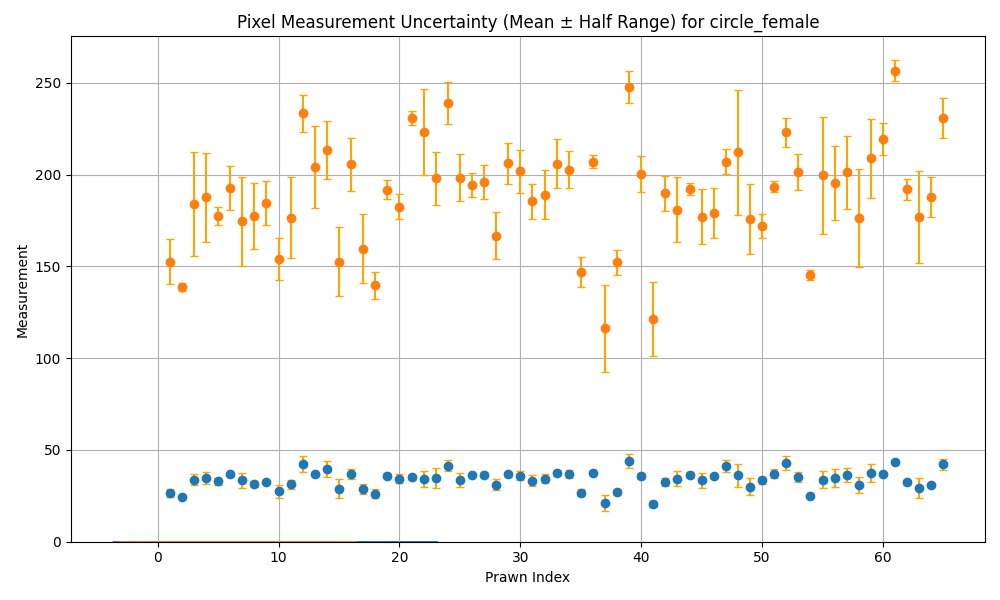 Pixel Measurement Uncertainty (Mean ± Half Range) for circle_female
250
200
150
100
50
0
Measurement
0 10 20 30 40 50 60
Prawn Index